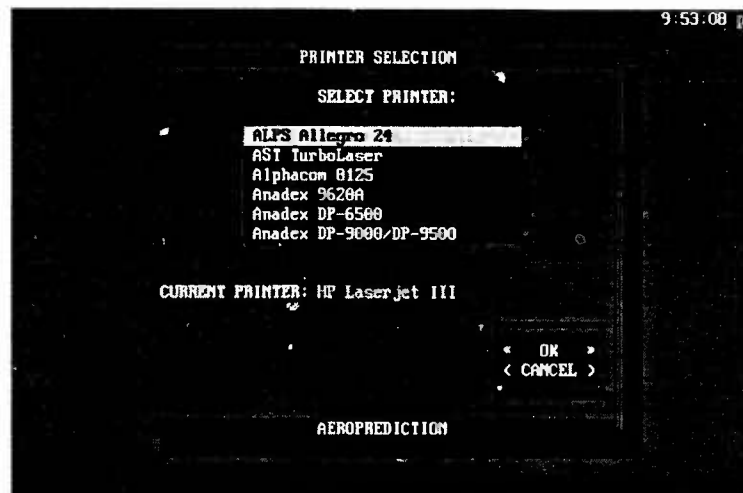 9:53:08
PRINTER SELECTION
SELECT PRINTER:
ALPS Allegro 24
AST TurboLaser
Alphacom 8125
Anadex 9620A
Anadex DP-6500
Anadex DP-9000/DP-9500
CURRENT PRINTER: HP Laserjet III
« OK »
< CANCEL >
AEROPREDICTION